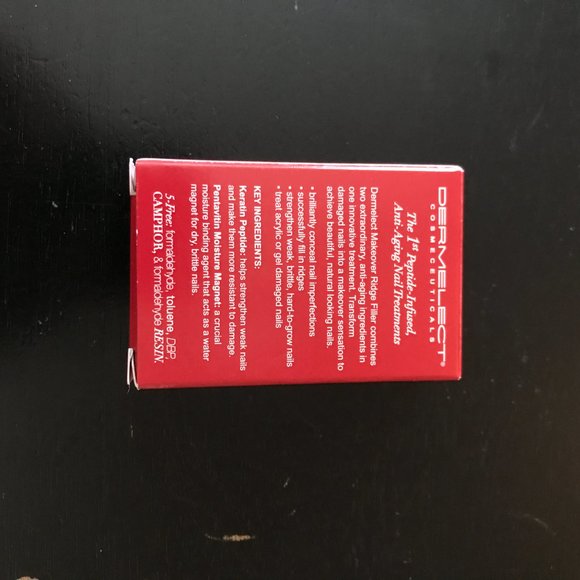 DERMELECT®
COSMECEUTICALS
The 1st Peptide-Infused,
Anti-Aging Nail Treatments
Dermelect Makeover Ridge Filler combines
two extraordinary, anti-aging ingredients in
one innovative treatment. Transform
damaged nails into a makeover sensation to
achieve beautiful, natural looking nails.
• brilliantly conceal nail imperfections
• successfully fill in ridges
• strengthen weak, brittle, hard-to-grow nails
• treat acrylic or gel damaged nails
KEY INGREDIENTS:
Keratin Peptide: helps strengthen weak nails
and make them more resistant to damage.
Pentavitin Moisture Magnet: a crucial
moisture binding agent that acts as a water
magnet for dry, brittle nails.
5-Free: formaldehyde, toluene, DBP,
CAMPHOR, & formaldehyde RESIN.